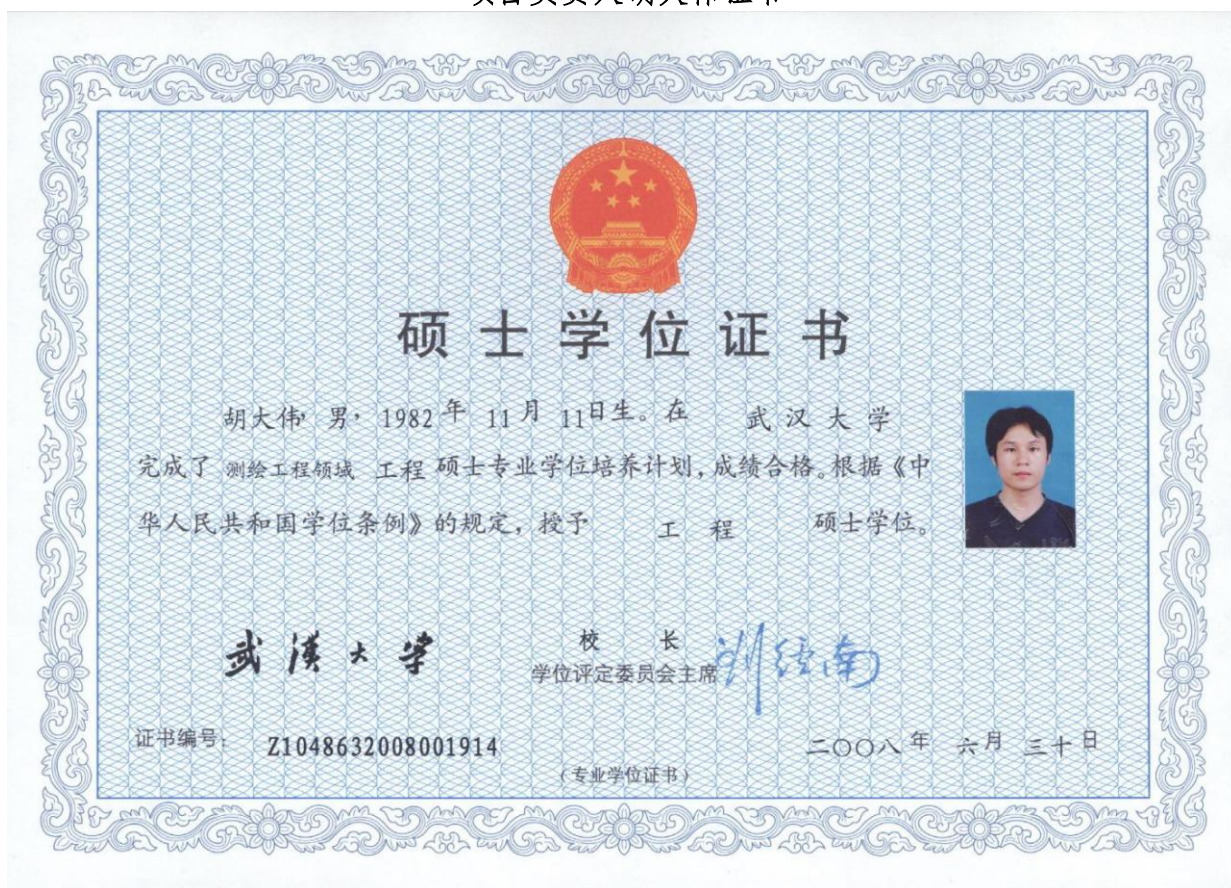 硕士学位证书
胡大伟，男，1982年 11月 11日生。在 武汉大学
完成了 测绘工程领域 工程 硕士专业学位培养计划，成绩合格。根据《中
华人民共和国学位条例》的规定，授予 工程 硕士学位。
武漢大学
校 长
学位评定委员会主席 刘经南
证书编号： Z1048632008001914
二〇〇八年 六月 三十日
（专业学位证书）